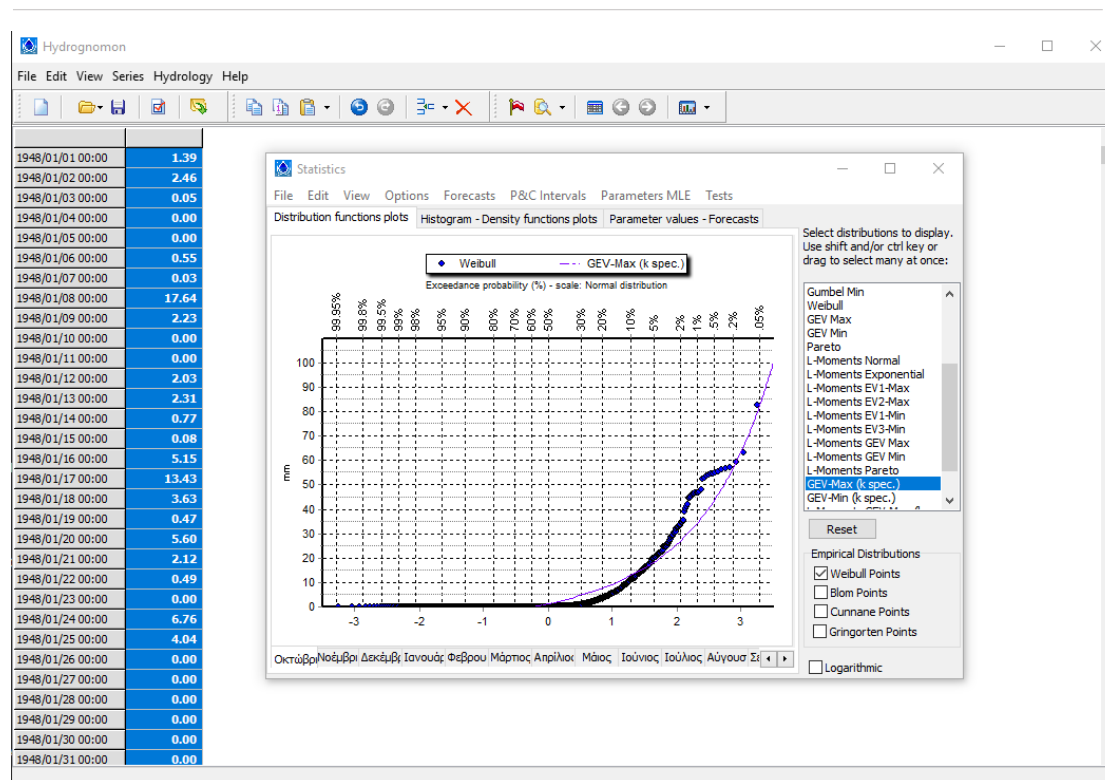 Hydrognomon
File Edit View Series Hydrology Help
1948/01/01 00:00 1.39
1948/01/02 00:00 2.46
1948/01/03 00:00 0.05
1948/01/04 00:00 0.00
1948/01/05 00:00 0.00
1948/01/06 00:00 0.55
1948/01/07 00:00 0.03
1948/01/08 00:00 17.64
1948/01/09 00:00 2.23
1948/01/10 00:00 0.00
1948/01/11 00:00 0.00
1948/01/12 00:00 2.03
1948/01/13 00:00 2.31
1948/01/14 00:00 0.77
1948/01/15 00:00 0.08
1948/01/16 00:00 5.15
1948/01/17 00:00 13.43
1948/01/18 00:00 3.63
1948/01/19 00:00 0.47
1948/01/20 00:00 5.60
1948/01/21 00:00 2.12
1948/01/22 00:00 0.49
1948/01/23 00:00 0.00
1948/01/24 00:00 6.76
1948/01/25 00:00 4.04
1948/01/26 00:00 0.00
1948/01/27 00:00 0.00
1948/01/28 00:00 0.00
1948/01/29 00:00 0.00
1948/01/30 00:00 0.00
1948/01/31 00:00 0.00
Statistics
File Edit View Options Forecasts P&C Intervals Parameters MLE Tests
Distribution functions plots Histogram - Density functions plots Parameter values - Forecasts
Weibull GEV-Max (k spec.)
Exceedance probability (%) - scale: Normal distribution
99.95% 99.8% 99.5% 99% 98% 95% 90% 80% 70% 60% 50% 30% 20% 10% 5% 2% .1% .5% .2% .05%
100
90
80
70
60
50
40
30
20
10
0
mm
-3 -2 -1 0 1 2 3
Οκτώβρι Νοέμβρι Δεκέμβρ Ιανουάρ Φεβρου Μάρτιος Απρίλιος Μάιος Ιούνιος Ιούλιος Αύγουσ Σε
Select distributions to display.
Use shift and/or ctrl key or
drag to select many at once:
Gumbel Min
Weibull
GEV Max
GEV Min
Pareto
L-Moments Normal
L-Moments Exponential
L-Moments EV1-Max
L-Moments EV2-Max
L-Moments EV1-Min
L-Moments EV3-Min
L-Moments GEV Max
L-Moments GEV Min
L-Moments Pareto
GEV-Max (k spec.)
GEV-Min (k spec.)
Reset
Empirical Distributions
Weibull Points
Blom Points
Cunnane Points
Gringorten Points
Logarithmic